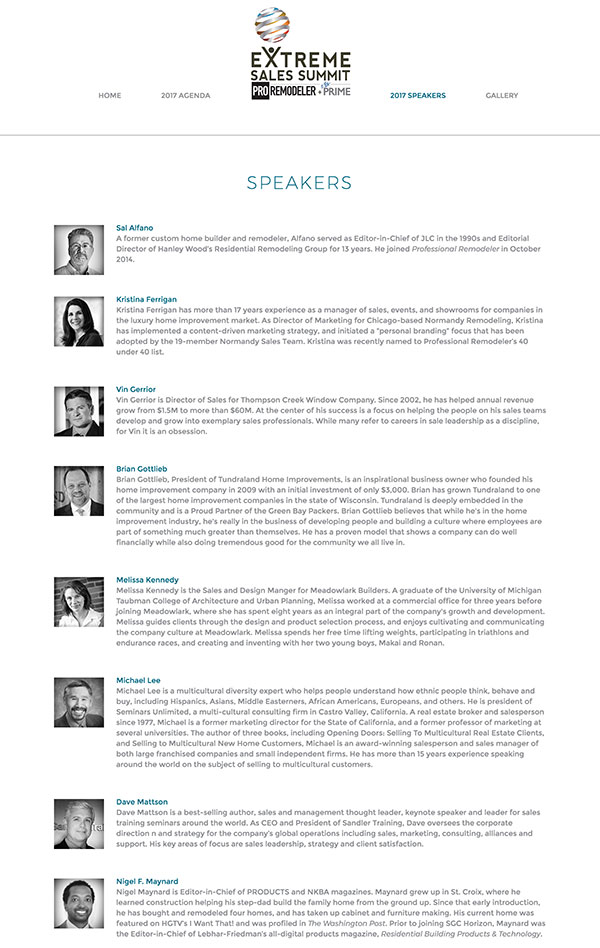 EXTREME
SALES SUMMIT
PRO REMODELER + PRIME
HOME
2017 AGENDA
2017 SPEAKERS
GALLERY
SPEAKERS
Sal Alfano
A former custom home builder and remodeler, Alfano served as Editor-in-Chief of JLC in the 1990s and Editorial
Director of Hanley Wood's Residential Remodeling Group for 13 years. He joined Professional Remodeler in October
2014.
Kristina Ferrigan
Kristina Ferrigan has more than 17 years experience as a manager of sales, events, and showrooms for companies in
the luxury home improvement market. As Director of Marketing for Chicago-based Normandy Remodeling, Kristina
has implemented a content-driven marketing strategy, and initiated a "personal branding" focus that has been
adopted by the 19-member Normandy Sales Team. Kristina was recently named to Professional Remodeler's 40
under 40 list.
Vin Gerrior
Vin Gerrior is Director of Sales for Thompson Creek Window Company. Since 2002, he has helped annual revenue
grow from $1.5M to more than $60M. At the center of his success is a focus on helping the people on his sales teams
develop and grow into exemplary sales professionals. While many refer to careers in sale leadership as a discipline,
for Vin it is an obsession.
Brian Gottlieb
Brian Gottlieb, President of Tundraland Home Improvements, is an inspirational business owner who founded his
home improvement company in 2009 with an initial investment of only $3,000. Brian has grown Tundraland to one
of the largest home improvement companies in the state of Wisconsin. Tundraland is deeply embedded in the
community and is a Proud Partner of the Green Bay Packers. Brian Gottlieb believes that while he's in the home
improvement industry, he's really in the business of developing people and building a culture where employees are
part of something much greater than themselves. He has a proven model that shows a company can do well
financially while also doing tremendous good for the community we all live in.
Melissa Kennedy
Melissa Kennedy is the Sales and Design Manger for Meadowlark Builders. A graduate of the University of Michigan
Taubman College of Architecture and Urban Planning, Melissa worked at a commercial office for three years before
joining Meadowlark, where she has spent eight years as an integral part of the company's growth and development.
Melissa guides clients through the design and product selection process, and enjoys cultivating and communicating
the company culture at Meadowlark. Melissa spends her free time lifting weights, participating in triathlons and
endurance races, and creating and inventing with her two young boys, Makai and Ronan.
Michael Lee
Michael Lee is a multicultural diversity expert who helps people understand how ethnic people think, behave and
buy, including Hispanics, Asians, Middle Easterners, African Americans, Europeans, and others. He is president of
Seminars Unlimited, a multi-cultural consulting firm in Castro Valley, California. A real estate broker and salesperson
since 1977, Michael is a former marketing director for the State of California, and a former professor of marketing at
several universities. The author of three books, including Opening Doors: Selling To Multicultural Real Estate Clients,
and Selling to Multicultural New Home Customers, Michael is an award-winning salesperson and sales manager of
both large franchised companies and small independent firms. He has more than 15 years experience speaking
around the world on the subject of selling to multicultural customers.
Dave Mattson
Dave Mattson is a best-selling author, sales and management thought leader, keynote speaker and leader for sales
training seminars around the world. As CEO and President of Sandler Training, Dave oversees the corporate
direction n and strategy for the company's global operations including sales, marketing, consulting, alliances and
support. His key areas of focus are sales leadership, strategy and client satisfaction.
Nigel F. Maynard
Nigel Maynard is Editor-in-Chief of PRODUCTS and NKBA magazines. Maynard grew up in St. Croix, where he
learned construction helping his step-dad build the family home from the ground up. Since that early introduction,
he has bought and remodeled four homes, and has taken up cabinet and furniture making. His current home was
featured on HGTV's I Want That! and was profiled in The Washington Post. Prior to joining SGC Horizon, Maynard was
the Editor-in-Chief of Lebhar-Friedman's all-digital products magazine, Residential Building Products & Technology.